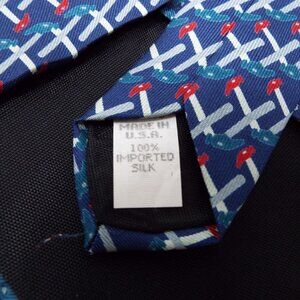 MADE IN
U.S.A.
100%
IMPORTED
SILK